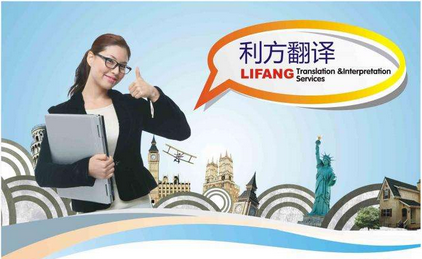 利方翻译
LIFANG Translation &Interpretation
Services